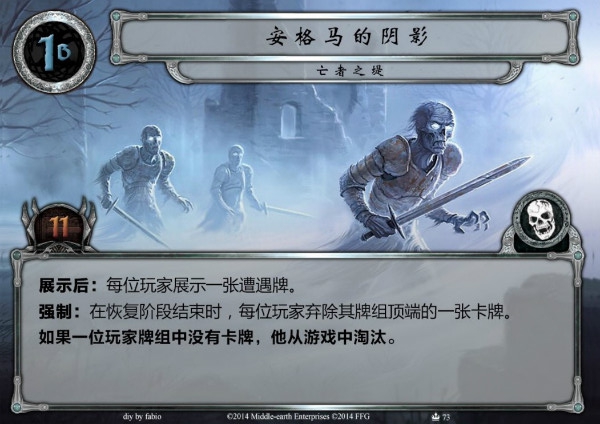 1B
安格马的阴影
亡者之堤
11
展示后：每位玩家展示一张遭遇牌。
强制：在恢复阶段结束时，每位玩家弃除其牌组顶端的一张卡牌。
如果一位玩家牌组中没有卡牌，他从游戏中淘汰。
diy by fabio ©2014 Middle-earth Enterprises ©2014 FFG 73